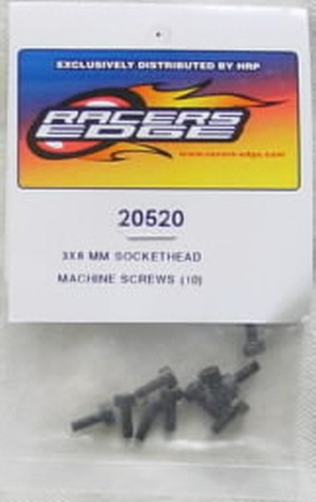 EXCLUSIVELY DISTRIBUTED BY HRP
RACERS
EDGE
www.racers-edge.com
20520
3X8 MM SOCKETHEAD
MACHINE SCREWS (10)